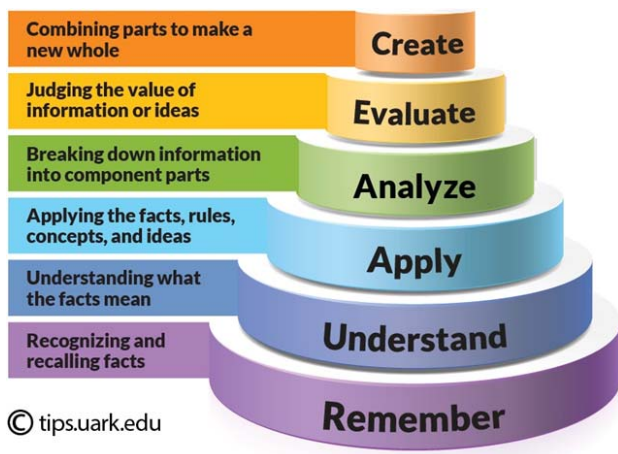 Combining parts to make a
new whole
Create
Judging the value of
information or ideas
Evaluate
Breaking down information
into component parts
Analyze
Applying the facts, rules,
concepts, and ideas
Apply
Understanding what
the facts mean
Understand
Recognizing and
recalling facts
Remember
© tips.uark.edu